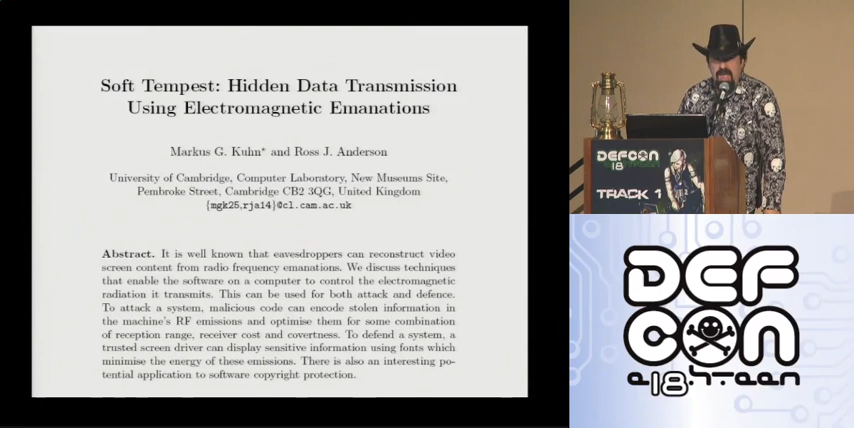 Soft Tempest: Hidden Data Transmission
Using Electromagnetic Emanations
Markus G. Kuhn* and Ross J. Anderson
University of Cambridge, Computer Laboratory, New Museums Site,
Pembroke Street, Cambridge CB2 3QG, United Kingdom
{mgk25,rja14}@cl.cam.ac.uk
Abstract. It is well known that eavesdroppers can reconstruct video
screen content from radio frequency emanations. We discuss techniques
that enable the software on a computer to control the electromagnetic
radiation it transmits. This can be used for both attack and defence.
To attack a system, malicious code can encode stolen information in
the machine's RF emissions and optimise them for some combination
of reception range, receiver cost and covertness. To defend a system, a
trusted screen driver can display sensitive information using fonts which
minimise the energy of these emissions. There is also an interesting po-
tential application to software copyright protection.
DEFCON
18
TRACK 1
DEF
CON
e18hteen